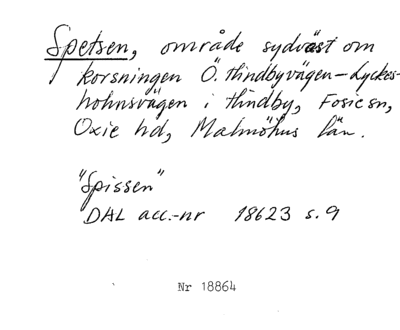 Spetsen, område sydväst om
korsningen Ö. Hindbyvägen-Lyckes-
holmsvägen i Hindby, Fosie sn,
Oxie hd, Malmöhus län.
"Spissen"
DAL acc.-nr 18623 s. 9
Nr 18864